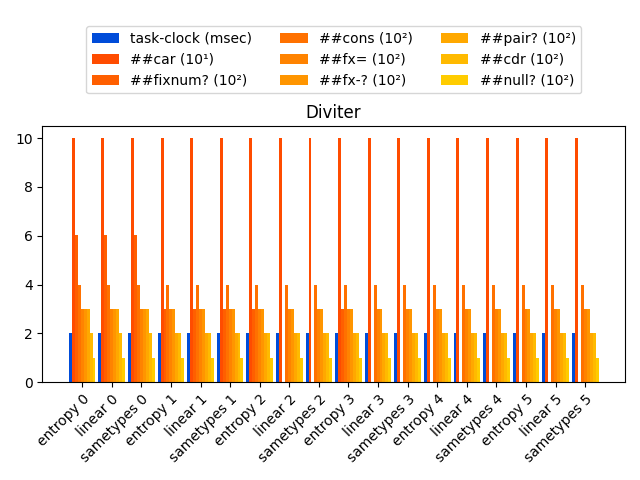 task-clock (msec) ##cons (10²) ##pair? (10²)
##car (10¹) ##fx= (10²) ##cdr (10²)
##fixnum? (10²) ##fx-? (10²) ##null? (10²)
Diviter
10
8
6
4
2
0
entropy 0
linear 0
sametypes 0
entropy 1
linear 1
sametypes 1
entropy 2
linear 2
sametypes 2
entropy 3
linear 3
sametypes 3
entropy 4
linear 4
sametypes 4
entropy 5
linear 5
sametypes 5